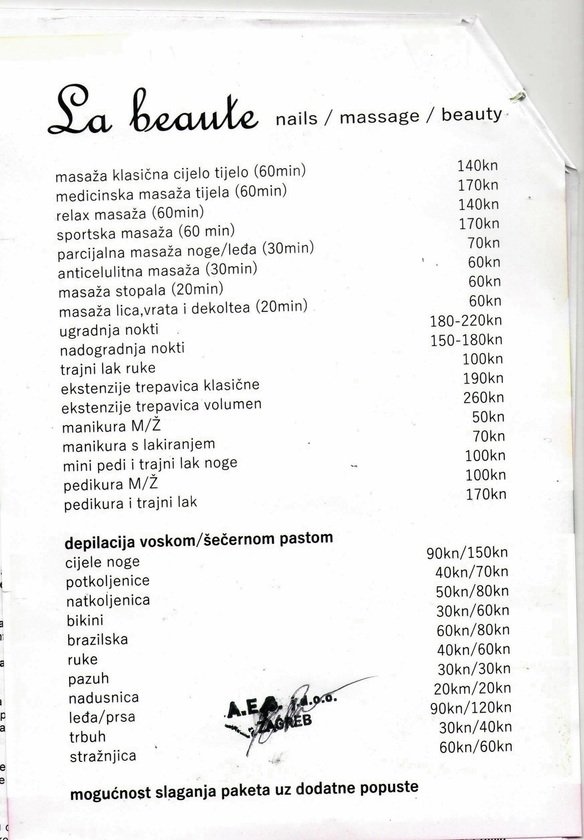 La beaute nails / massage / beauty
masaža klasična cijelo tijelo (60min) 140kn
medicinska masaža tijela (60min) 170kn
relax masaža (60min) 140kn
sportska masaža (60 min) 170kn
parcijalna masaža noge/leđa (30min) 70kn
anticelulitna masaža (30min) 60kn
masaža stopala (20min) 60kn
masaža lica,vrata i dekoltea (20min) 60kn
ugradnja nokti 180-220kn
nadogradnja nokti 150-180kn
trajni lak ruke 100kn
ekstenzije trepavica klasične 190kn
ekstenzije trepavica volumen 260kn
manikura M/Ž 50kn
manikura s lakiranjem 70kn
mini pedi i trajni lak noge 100kn
pedikura M/Ž 100kn
pedikura i trajni lak 170kn
depilacija voskom/šečernom pastom
cijele noge 90kn/150kn
potkoljenice 40kn/70kn
natkoljenica 50kn/80kn
bikini 30kn/60kn
brazilska 60kn/80kn
ruke 40kn/60kn
pazuh 30kn/30kn
nadusnica 20km/20kn
leđa/prsa 90kn/120kn
trbuh 30kn/40kn
stražnjica 60kn/60kn
d.o.o.
ZAGREB
mogućnost slaganja paketa uz dodatne popuste